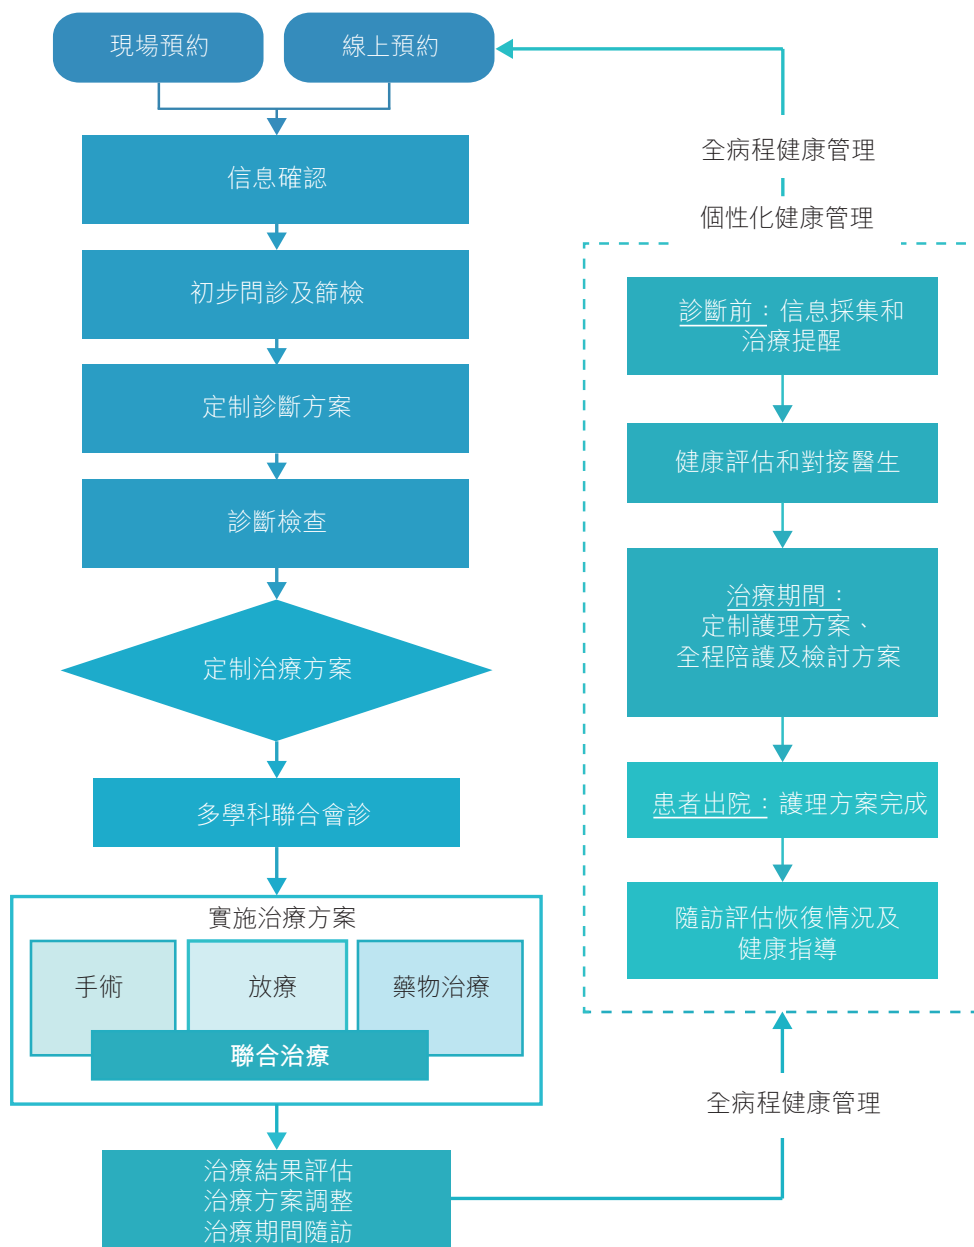 現場預約
線上預約
信息確認
初步問診及篩檢
定制診斷方案
診斷檢查
定制治療方案
多學科聯合會診
實施治療方案
手術
放療
藥物治療
聯合治療
治療結果評估
治療方案調整
治療期間隨訪
全病程健康管理
個性化健康管理
診斷前：信息採集和
治療提醒
健康評估和對接醫生
治療期間：
定制護理方案、
全程陪護及檢討方案
患者出院：護理方案完成
隨訪評估恢復情況及
健康指導
全病程健康管理